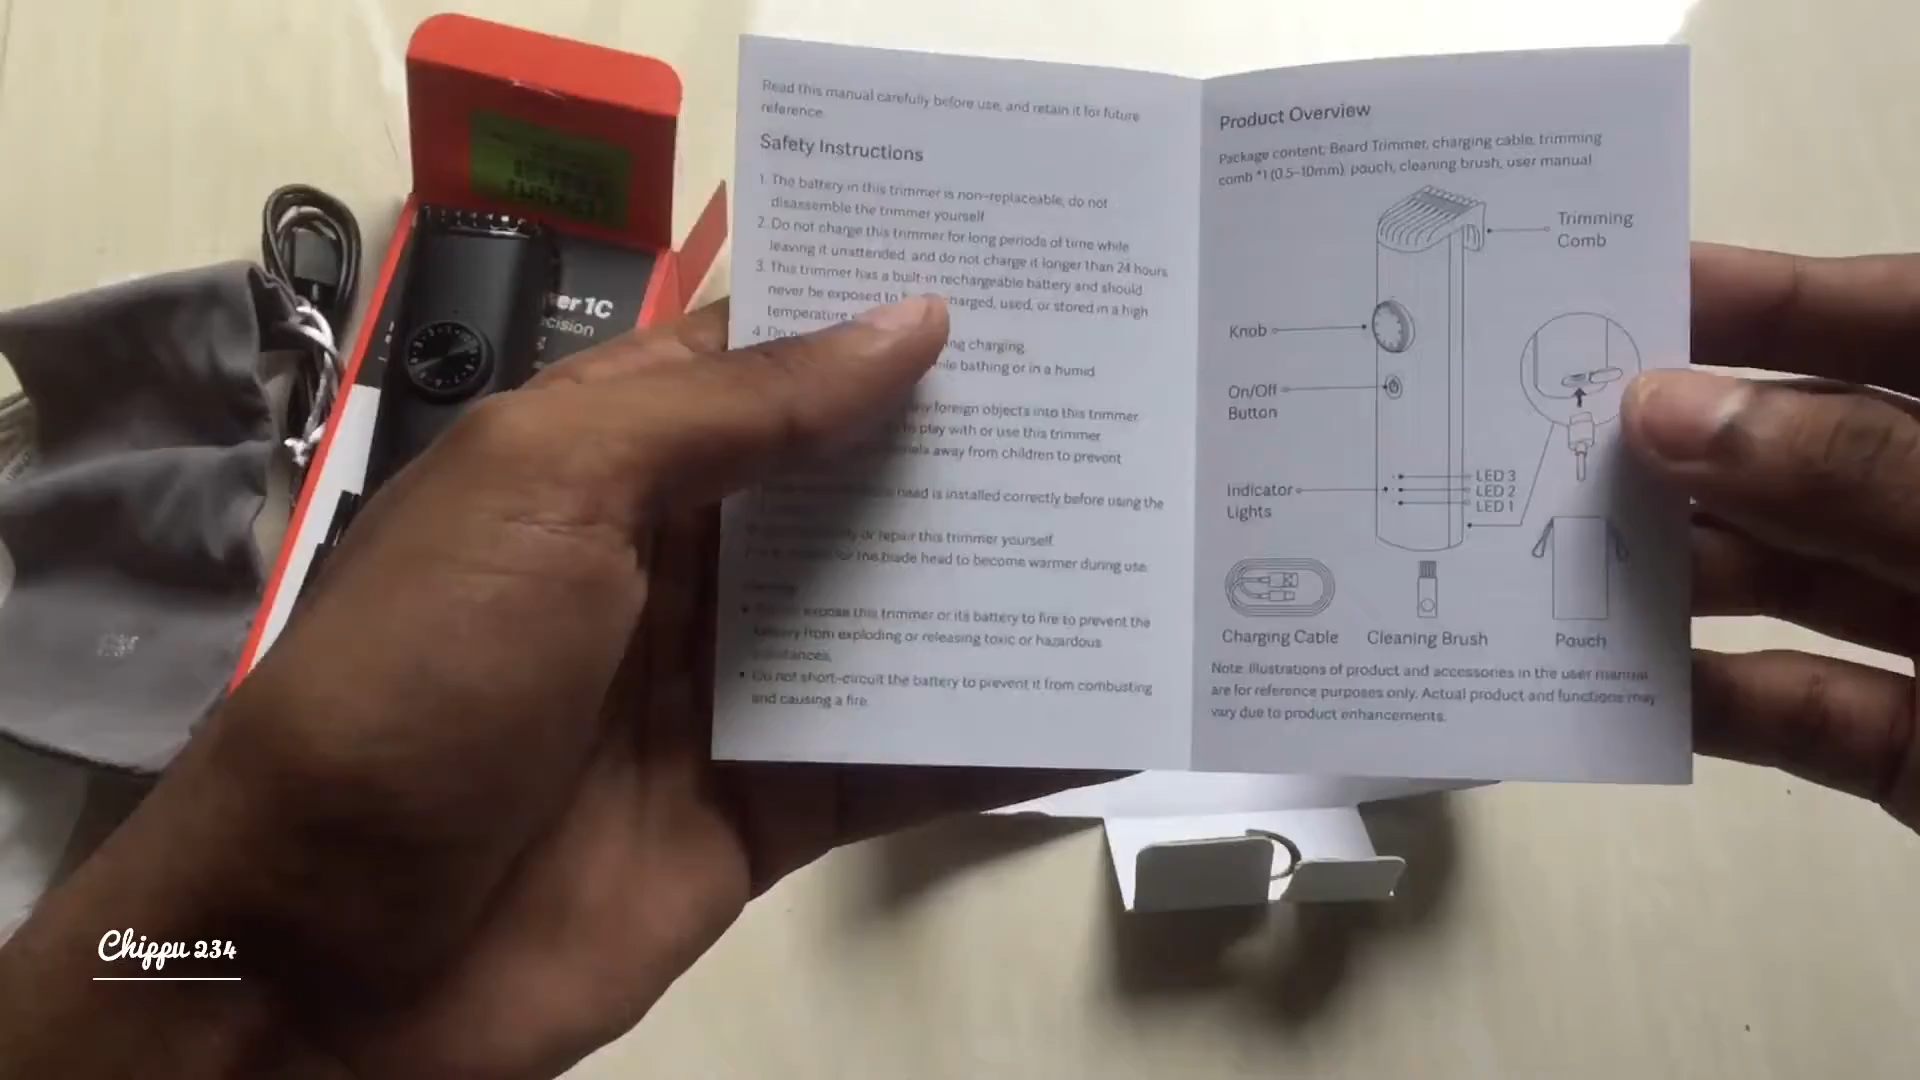 er 1C
cision
Read this manual carefully before use, and retain it for future
reference.
Safety Instructions
1. The battery in this trimmer is non-replaceable, do not
disassemble the trimmer yourself.
2. Do not charge this trimmer for long periods of time while
leaving it unattended, and do not charge it longer than 24 hours.
3. This trimmer has a built-in rechargeable battery and should
never be exposed to charged, used, or stored in a high
temperature
4. Do charging.
bathing or in a humid
foreign objects into this trimmer.
play with or use this trimmer.
away from children to prevent
head is installed correctly before using the
or repair this trimmer yourself.
for the blade head to become warmer during use.
expose this trimmer or its battery to fire to prevent the
battery from exploding or releasing toxic or hazardous
substances.
• Do not short-circuit the battery to prevent it from combusting
and causing a fire.
Product Overview
Package content: Beard Trimmer, charging cable, trimming
comb *1 (0.5-10mm), pouch, cleaning brush, user manual
Trimming
Comb
Knob
On/Off
Button
Indicator
Lights
LED 3
LED 2
LED 1
Charging Cable
Cleaning Brush
Pouch
Note: Illustrations of product and accessories in the user manual
are for reference purposes only. Actual product and functions may
vary due to product enhancements.
Chippu 234